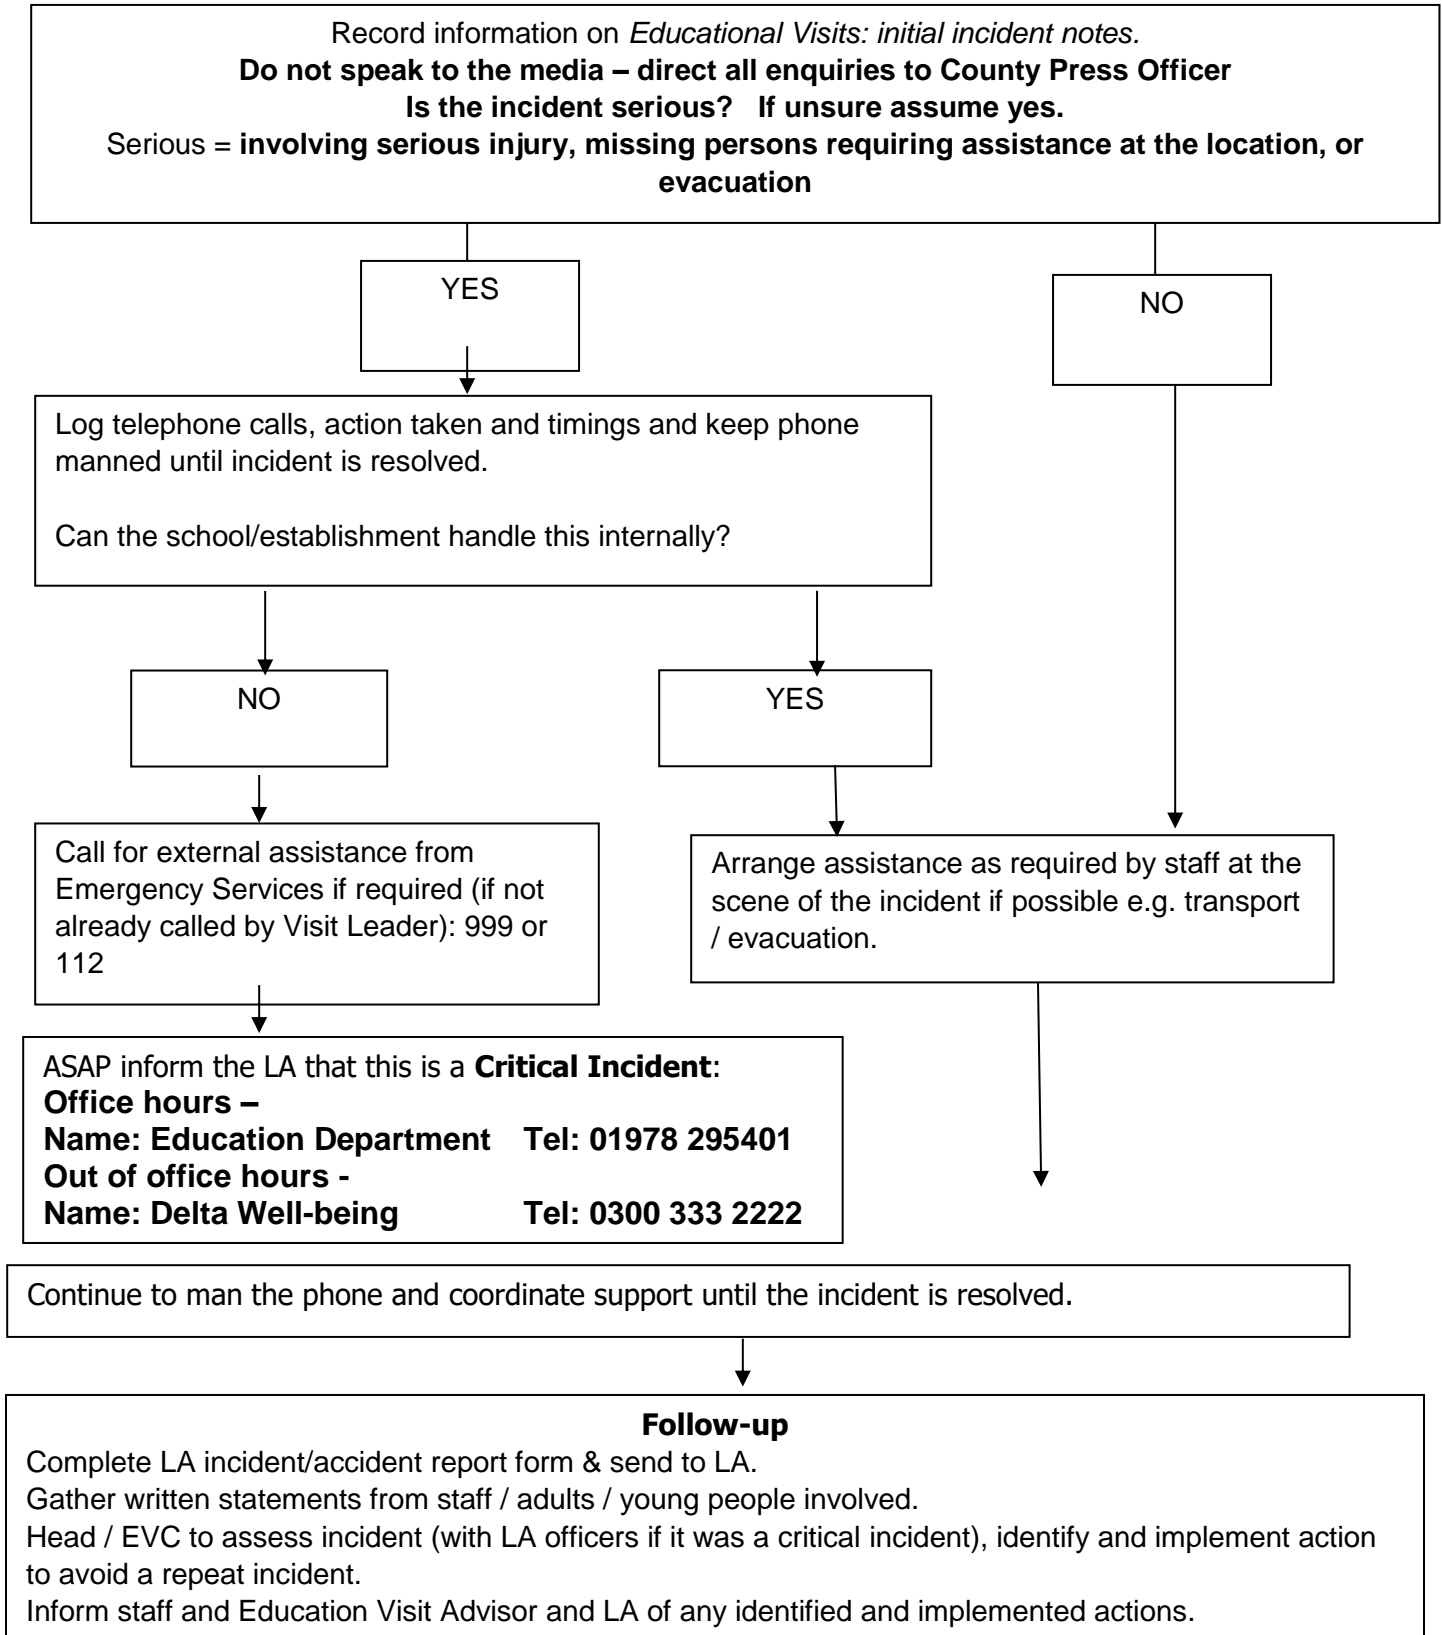 Record information on Educational Visits: initial incident notes.
Do not speak to the media – direct all enquiries to County Press Officer
Is the incident serious? If unsure assume yes.
Serious = involving serious injury, missing persons requiring assistance at the location, or
evacuation
YES
NO
Log telephone calls, action taken and timings and keep phone
manned until incident is resolved.
Can the school/establishment handle this internally?
NO
YES
Call for external assistance from
Emergency Services if required (if not
already called by Visit Leader): 999 or
112
Arrange assistance as required by staff at the
scene of the incident if possible e.g. transport
/ evacuation.
ASAP inform the LA that this is a Critical Incident:
Office hours –
Name: Education Department Tel: 01978 295401
Out of office hours -
Name: Delta Well-being Tel: 0300 333 2222
Continue to man the phone and coordinate support until the incident is resolved.
Follow-up
Complete LA incident/accident report form & send to LA.
Gather written statements from staff / adults / young people involved.
Head / EVC to assess incident (with LA officers if it was a critical incident), identify and implement action
to avoid a repeat incident.
Inform staff and Education Visit Advisor and LA of any identified and implemented actions.